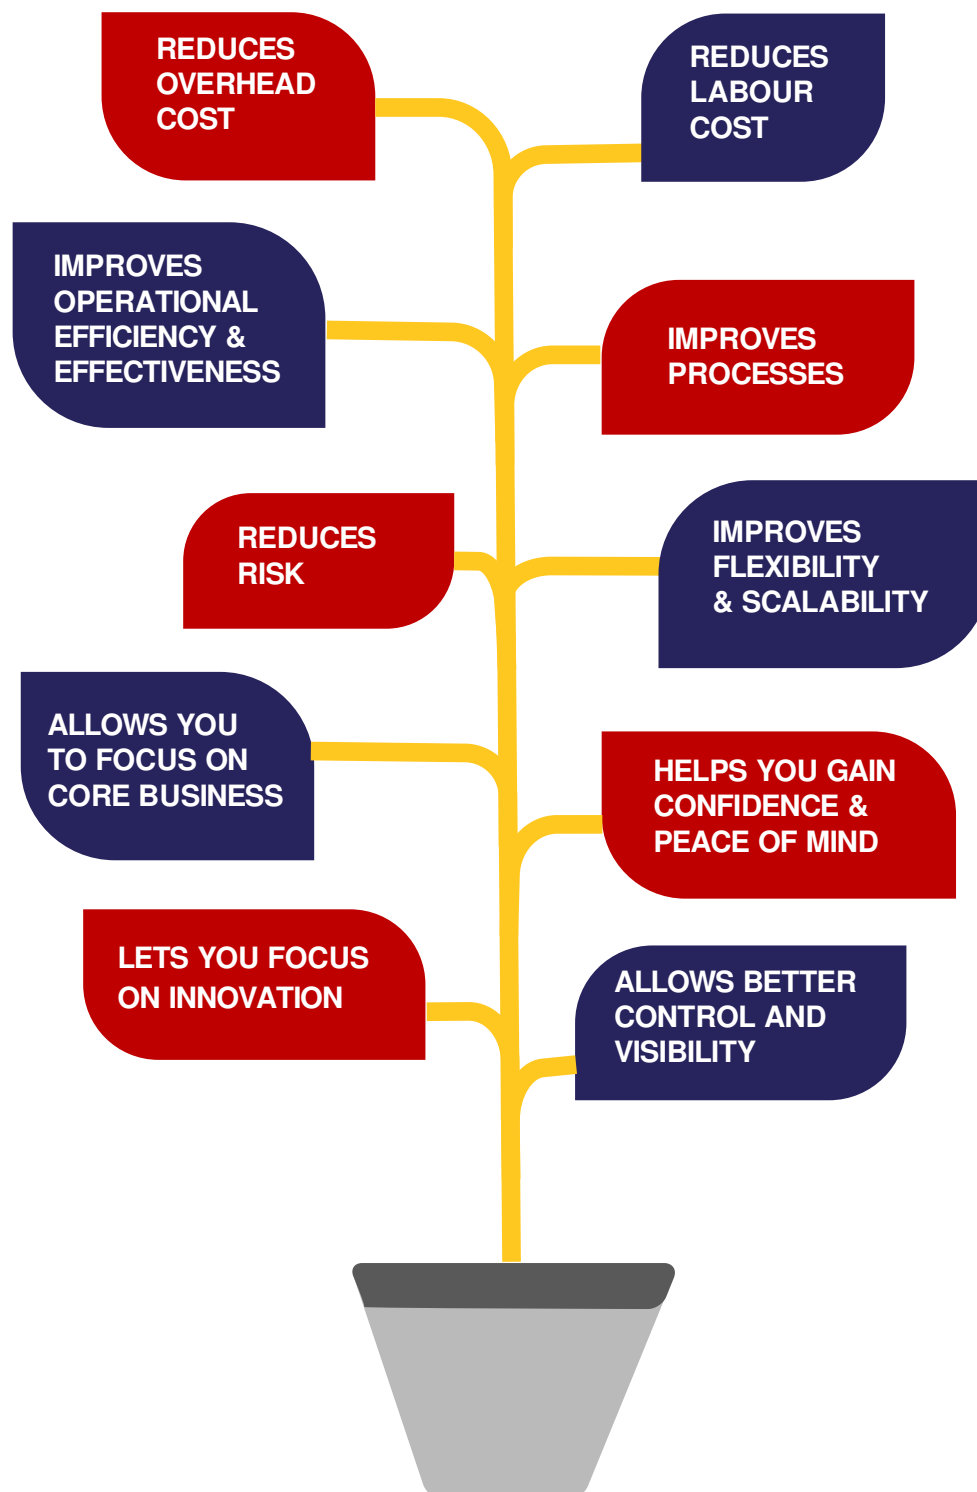 REDUCES
OVERHEAD
COST
REDUCES
LABOUR
COST
IMPROVES
OPERATIONAL
EFFICIENCY &
EFFECTIVENESS
IMPROVES
PROCESSES
REDUCES
RISK
IMPROVES
FLEXIBILITY
& SCALABILITY
ALLOWS YOU
TO FOCUS ON
CORE BUSINESS
HELPS YOU GAIN
CONFIDENCE &
PEACE OF MIND
LETS YOU FOCUS
ON INNOVATION
ALLOWS BETTER
CONTROL AND
VISIBILITY